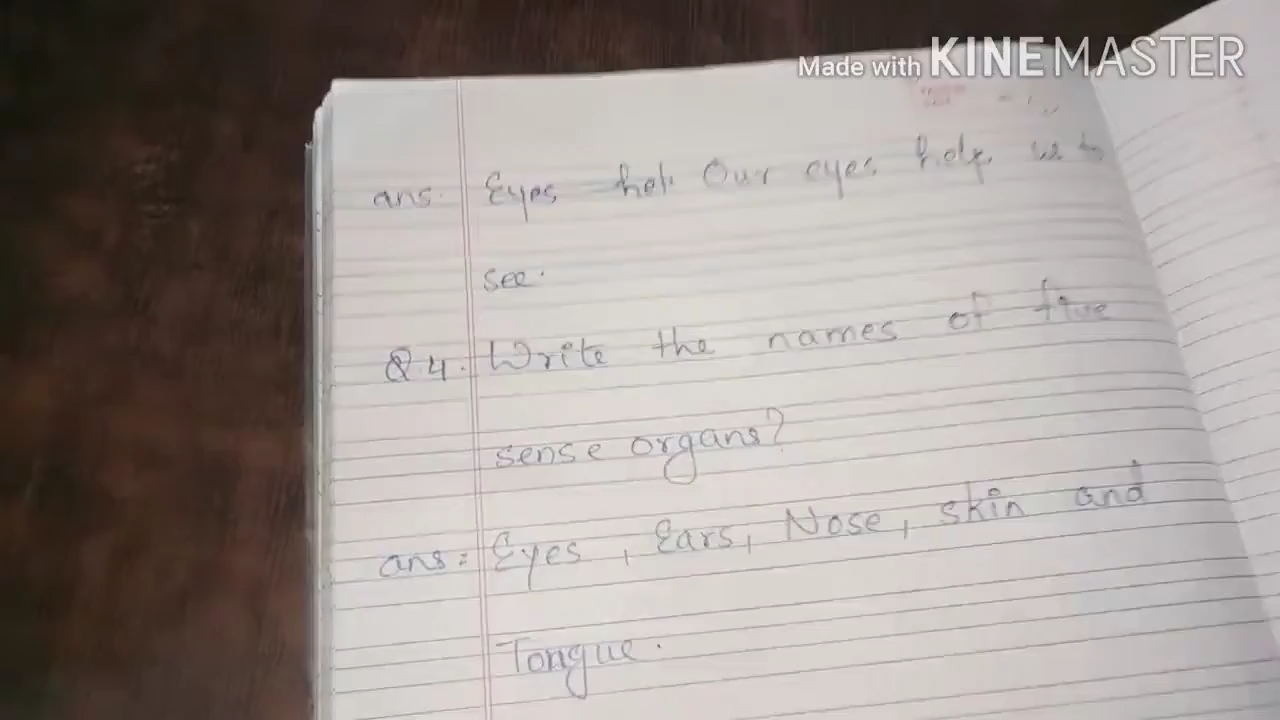 Made with KINEMASTER
ans. Eyes hel. Our eyes help us to
see.
Q4. Write the names of five
sense organs?
ans: Eyes, Ears, Nose, skin and
Tongue.